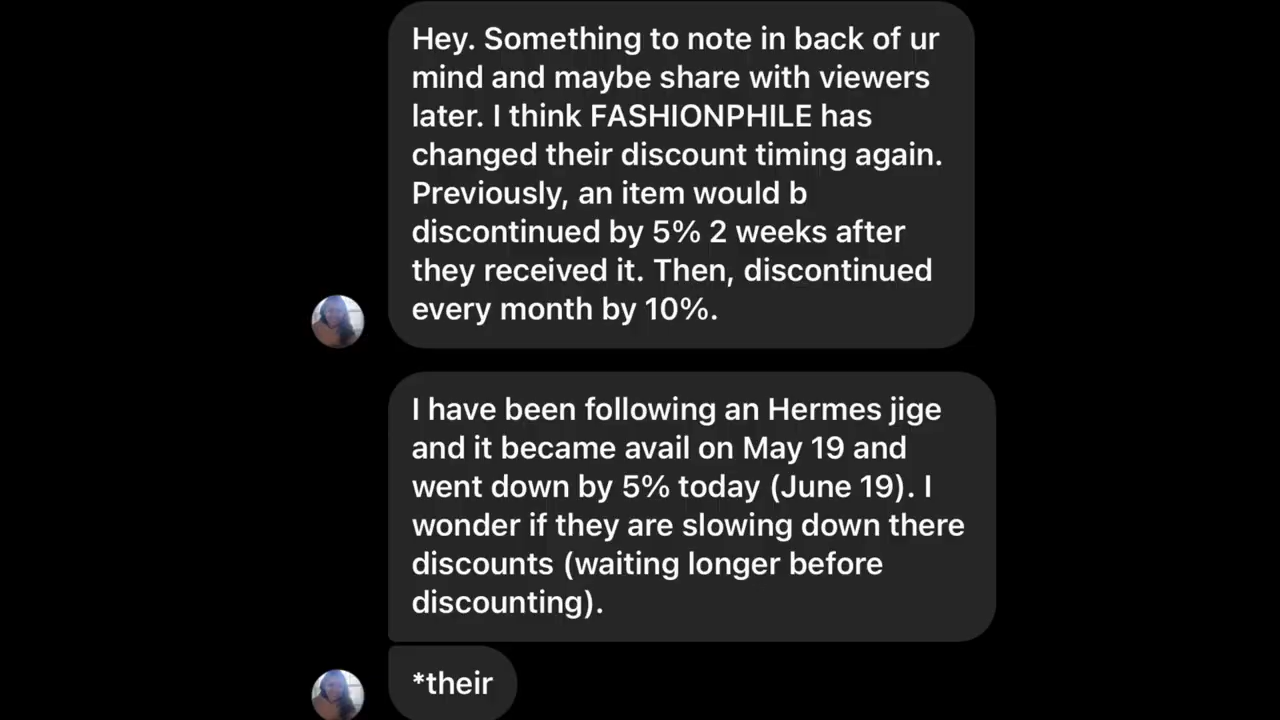 Hey. Something to note in back of ur
mind and maybe share with viewers
later. I think FASHIONPHILE has
changed their discount timing again.
Previously, an item would b
discontinued by 5% 2 weeks after
they received it. Then, discontinued
every month by 10%.
I have been following an Hermes jige
and it became avail on May 19 and
went down by 5% today (June 19). I
wonder if they are slowing down there
discounts (waiting longer before
discounting).
*their